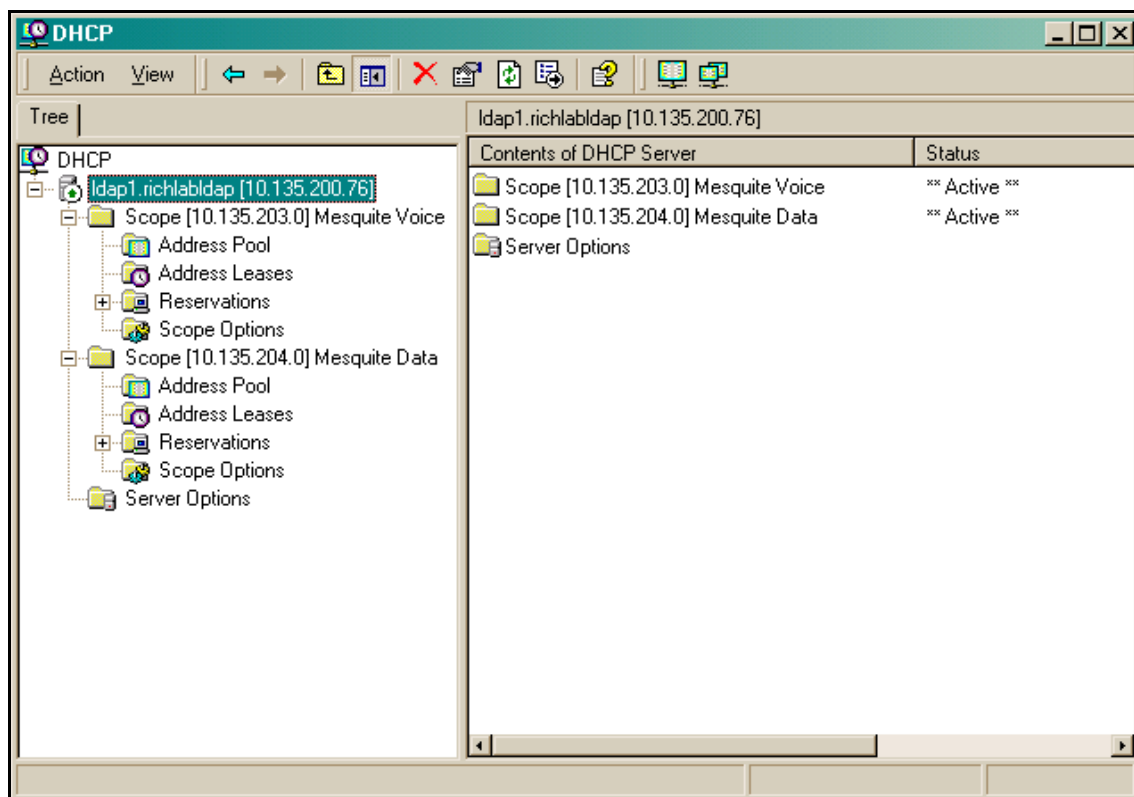 DHCP
Action View
Tree
ldap1.richlabldap [10.135.200.76]
DHCP
ldap1.richlabldap [10.135.200.76]
Scope [10.135.203.0] Mesquite Voice
Address Pool
Address Leases
Reservations
Scope Options
Scope [10.135.204.0] Mesquite Data
Address Pool
Address Leases
Reservations
Scope Options
Server Options
Contents of DHCP Server Status
Scope [10.135.203.0] Mesquite Voice ** Active **
Scope [10.135.204.0] Mesquite Data ** Active **
Server Options